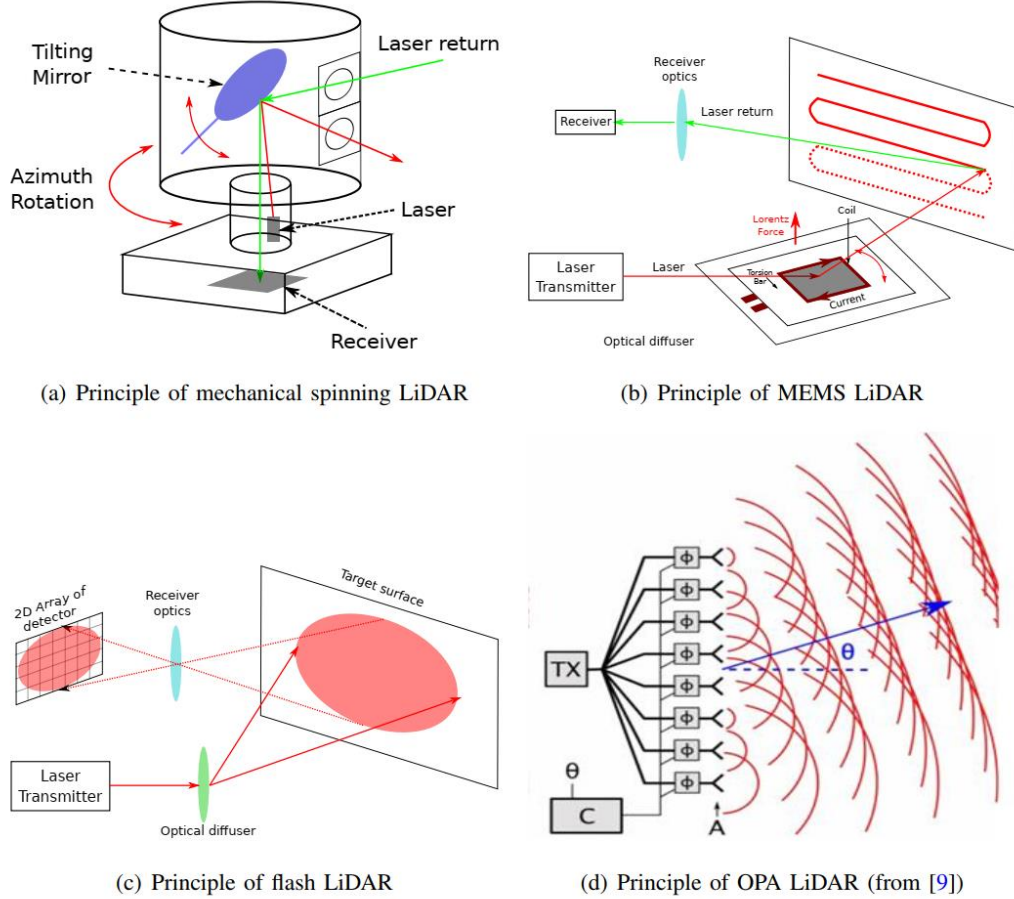 Tilting
Mirror
Laser return
Azimuth
Rotation
Laser
Receiver
(a) Principle of mechanical spinning LiDAR
Receiver
optics
Receiver
Laser return
Lorentz
Force
Coil
Laser
Transmitter
Laser
Torsion
Bar
Current
Optical diffuser
(b) Principle of MEMS LiDAR
2D Array of
detector
Receiver
optics
Target surface
Laser
Transmitter
Optical diffuser
(c) Principle of flash LiDAR
ϕ
ϕ
ϕ
ϕ
ϕ
ϕ
ϕ
ϕ
TX
θ
θ
C
A
(d) Principle of OPA LiDAR (from [9])